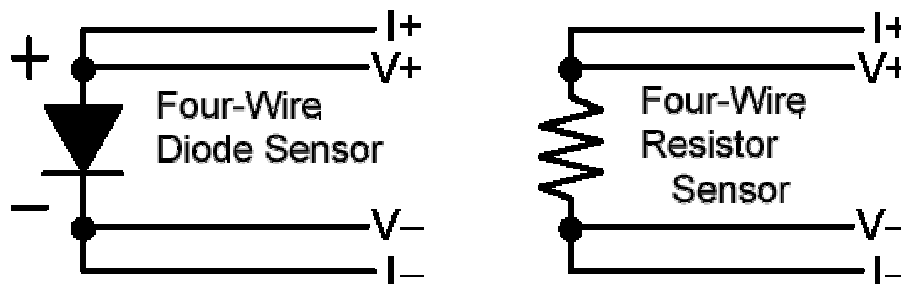 I+
+
V+
Four-Wire
Diode Sensor
−
V−
I−
I+
V+
Four-Wire
Resistor
Sensor
V−
I−